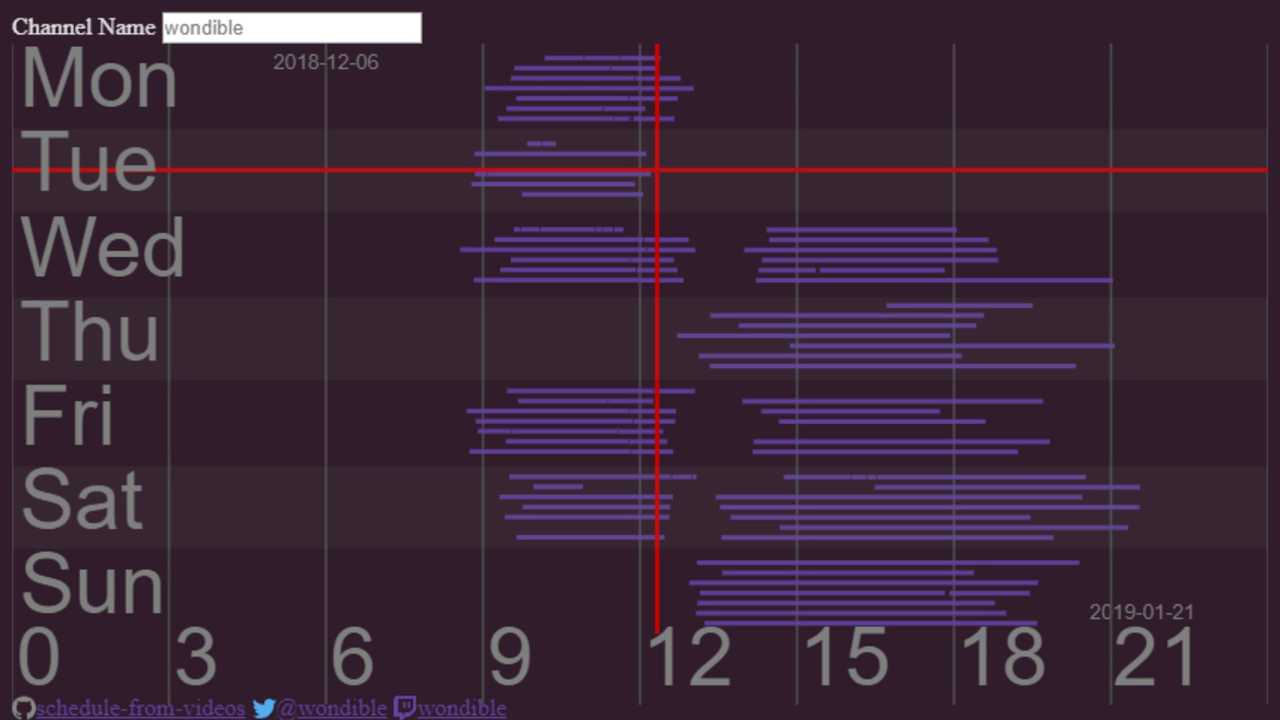 Channel Name wondible
Mon 2018-12-06
Tue
Wed
Thu
Fri
Sat
Sun 2019-01-21
0 3 6 9 12 15 18 21
schedule-from-videos @wondible wondible